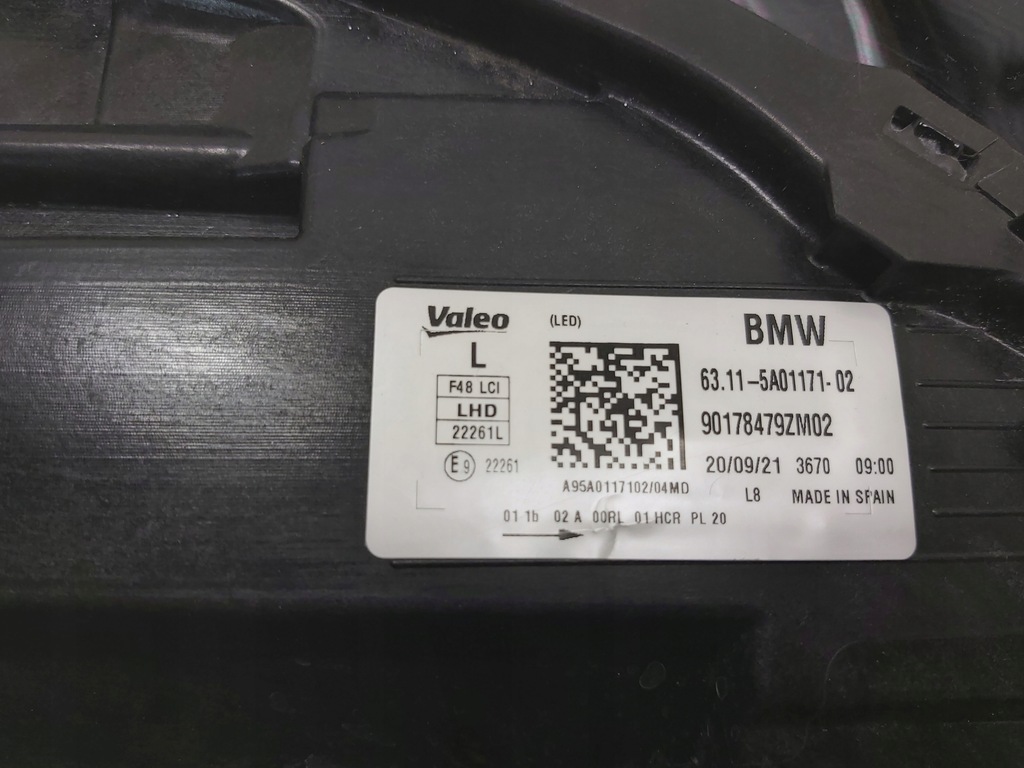 Valeo (LED) BMW
L
F48 LCI
LHD
22261L
E9 22261
63.11-5A01171-02
90178479ZM02
20/09/21 3670 09:00
L8 MADE IN SPAIN
A95A0117102/04MD
01 1b 02 A 00RL 01 HCR PL 20